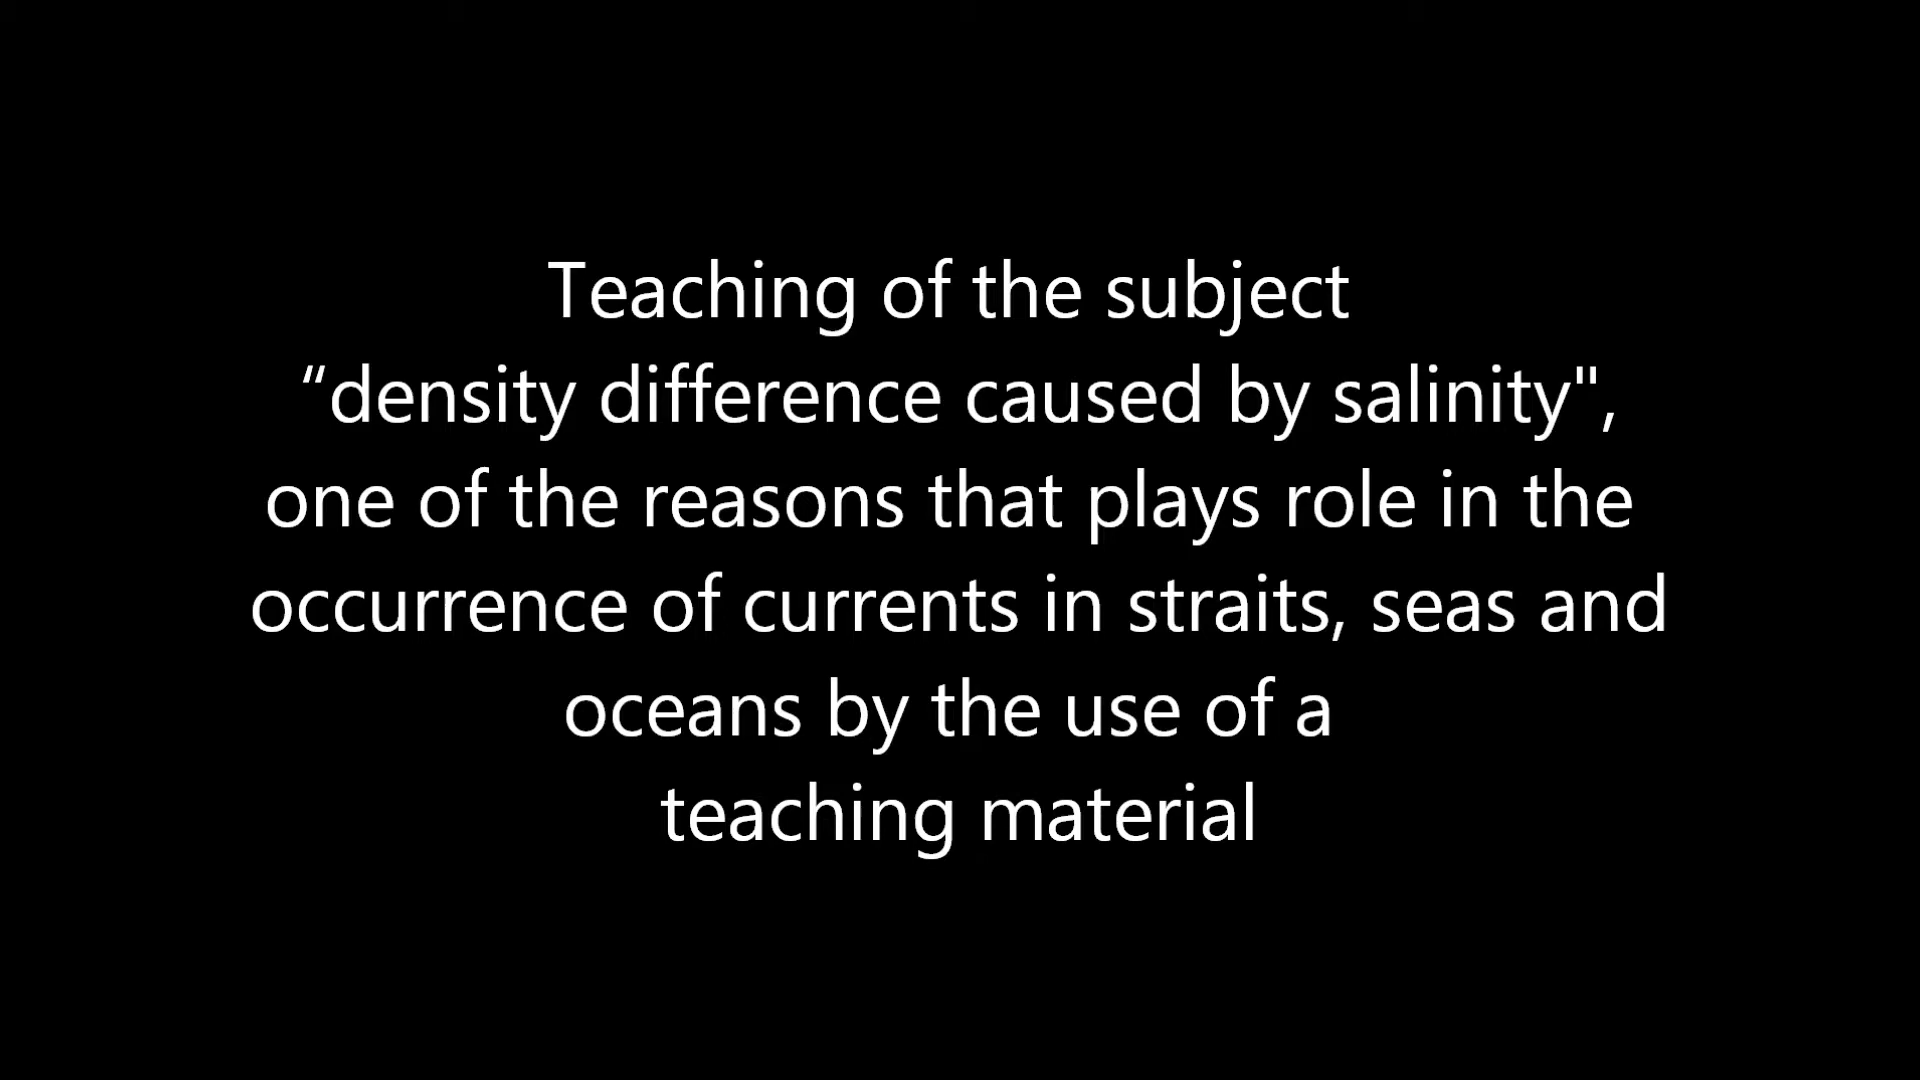 Teaching of the subject
“density difference caused by salinity",
one of the reasons that plays role in the
occurrence of currents in straits, seas and
oceans by the use of a
teaching material